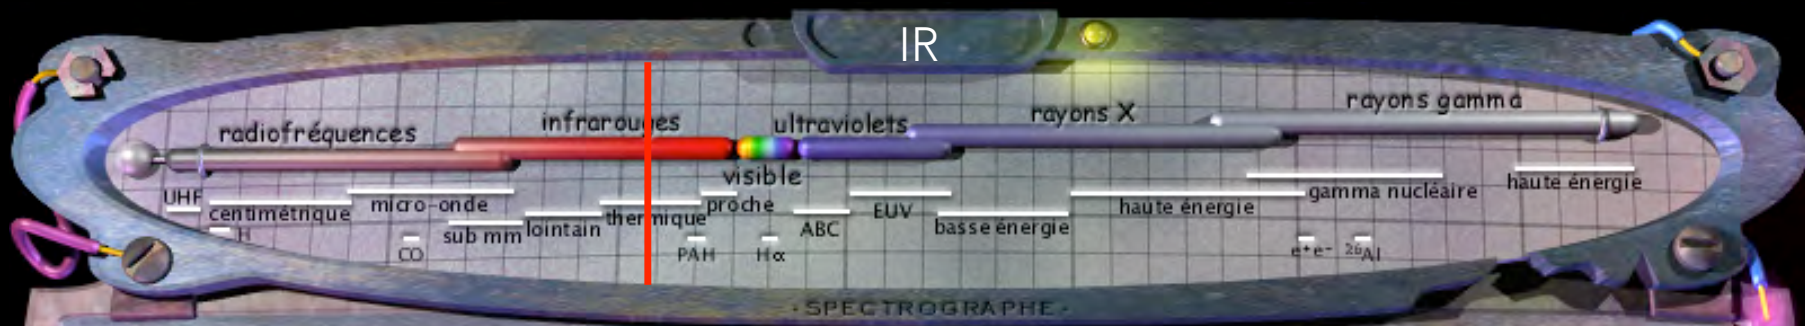 IR
radiofréquences
infrarouges
ultraviolets
rayons X
rayons gamma
visible
UHF
centimétrique
micro-onde
sub mm
lointain
thermique
proche
ABC
EUV
basse énergie
haute énergie
gamma nucléaire
haute énergie
H
CO
PAH
Hα
e⁺e⁻
²⁶Al
·SPECTROGRAPHE·